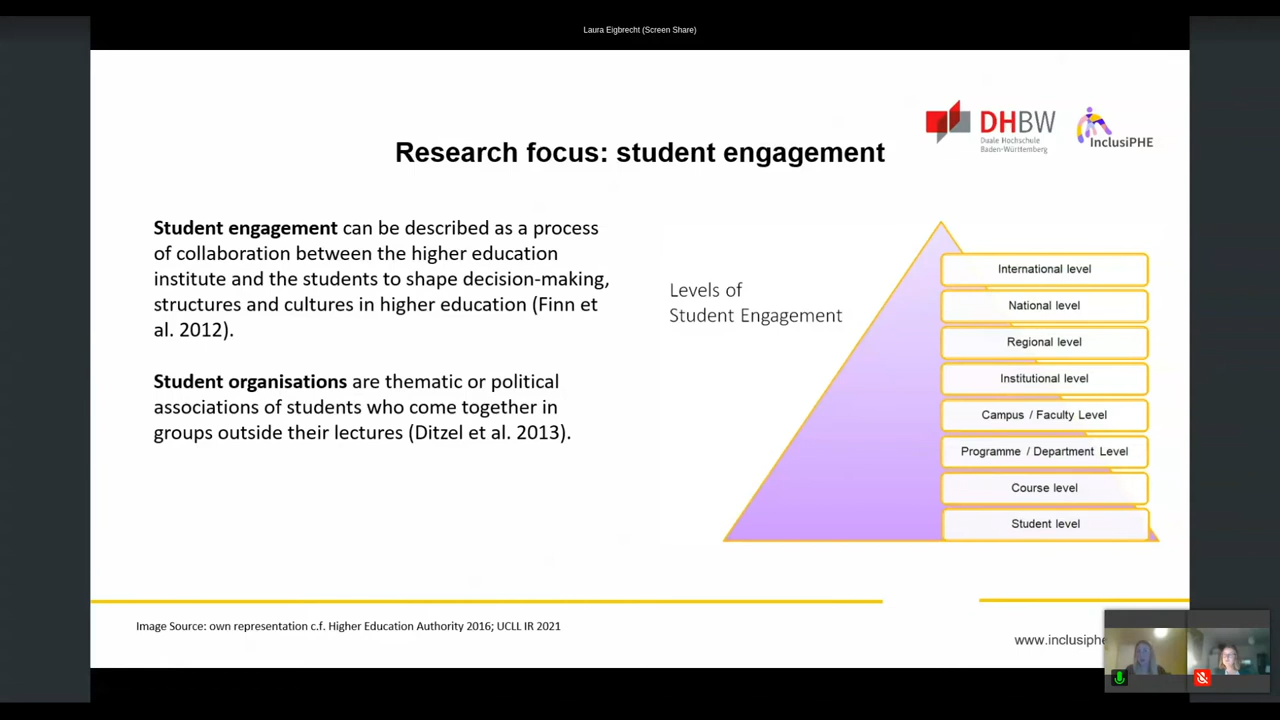 Laura Eigbrecht (Screen Share)
DHBW
Duale Hochschule
Baden-Württemberg
InclusiPHE
Research focus: student engagement
Student engagement can be described as a process
of collaboration between the higher education
institute and the students to shape decision-making,
structures and cultures in higher education (Finn et
al. 2012).
Student organisations are thematic or political
associations of students who come together in
groups outside their lectures (Ditzel et al. 2013).
Levels of
Student Engagement
International level
National level
Regional level
Institutional level
Campus / Faculty Level
Programme / Department Level
Course level
Student level
Image Source: own representation c.f. Higher Education Authority 2016; UCLL IR 2021
www.inclusiphe